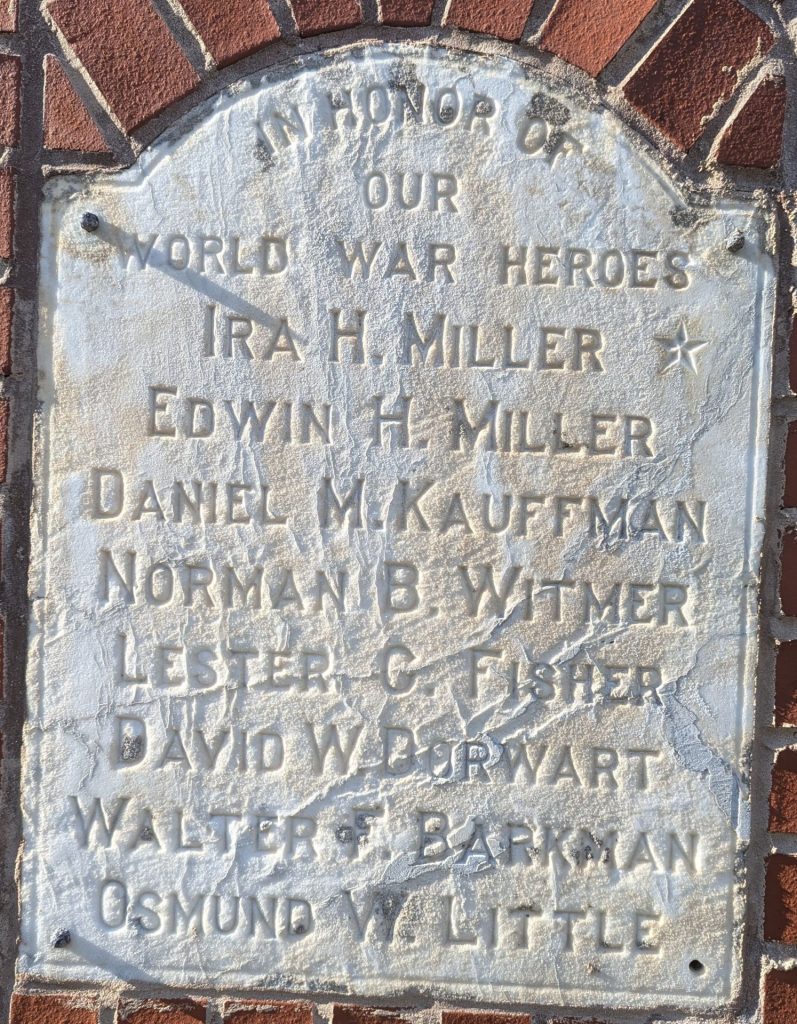 IN HONOR OF
OUR
WORLD WAR HEROES
IRA H. MILLER
EDWIN H. MILLER
DANIEL M. KAUFFMAN
NORMAN B. WITMER
LESTER G. FISHER
DAVID W. DORWART
WALTER F. BARKMAN
OSMUND W. LITTLE